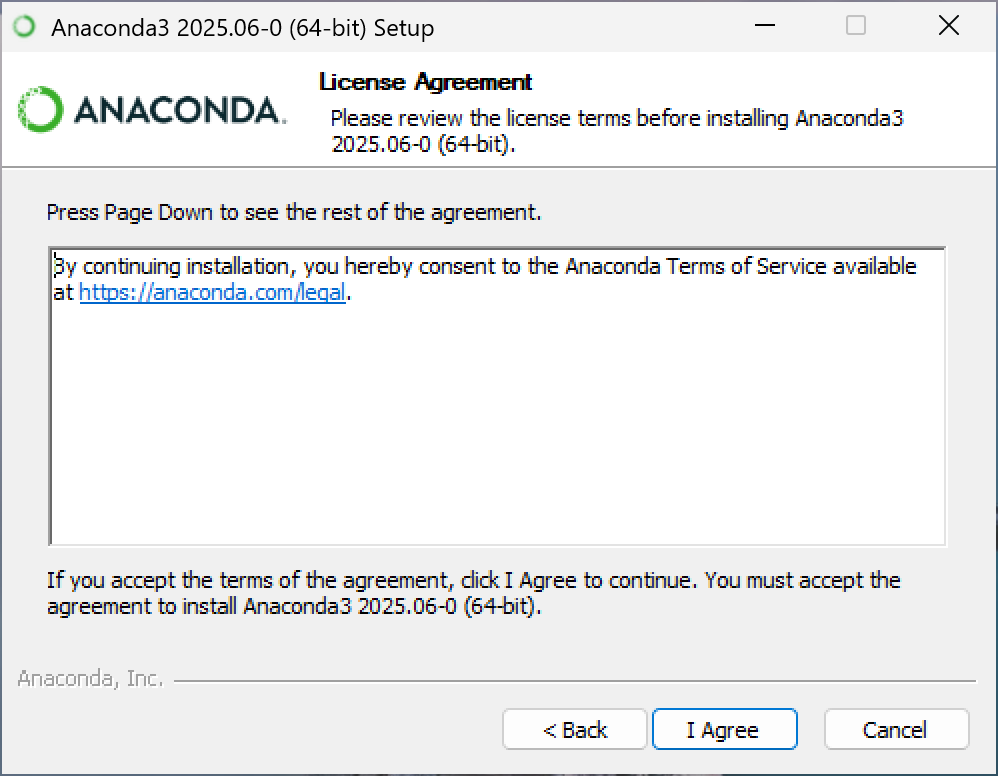 Anaconda3 2025.06-0 (64-bit) Setup
ANACONDA.
License Agreement
Please review the license terms before installing Anaconda3
2025.06-0 (64-bit).
Press Page Down to see the rest of the agreement.
By continuing installation, you hereby consent to the Anaconda Terms of Service available
at https://anaconda.com/legal.
If you accept the terms of the agreement, click I Agree to continue. You must accept the
agreement to install Anaconda3 2025.06-0 (64-bit).
Anaconda, Inc.
< Back
I Agree
Cancel